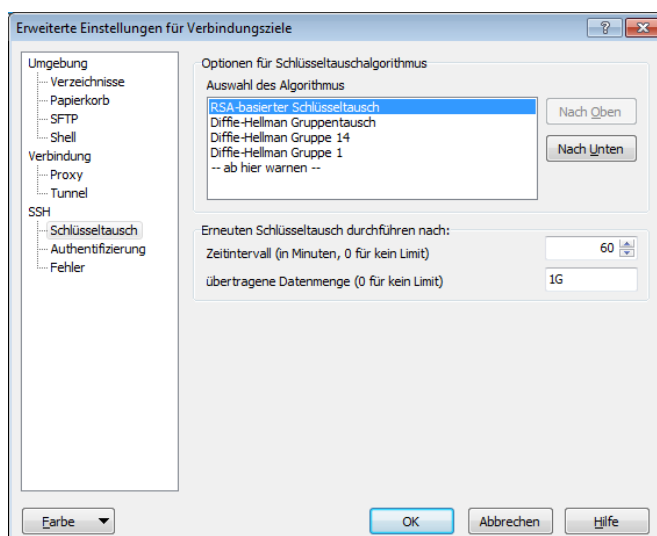 Erweiterte Einstellungen für Verbindungsziele
Umgebung
Verzeichnisse
Papierkorb
SFTP
Shell
Verbindung
Proxy
Tunnel
SSH
Schlüsseltausch
Authentifizierung
Fehler
Optionen für Schlüsseltauschalgorithmus
Auswahl des Algorithmus
RSA-basierter Schlüsseltausch
Diffie-Hellman Gruppentausch
Diffie-Hellman Gruppe 14
Diffie-Hellman Gruppe 1
-- ab hier warnen --
Nach Oben
Nach Unten
Erneuten Schlüsseltausch durchführen nach:
Zeitintervall (in Minuten, 0 für kein Limit) 60
übertragene Datenmenge (0 für kein Limit) 1G
Farbe
OK
Abbrechen
Hilfe